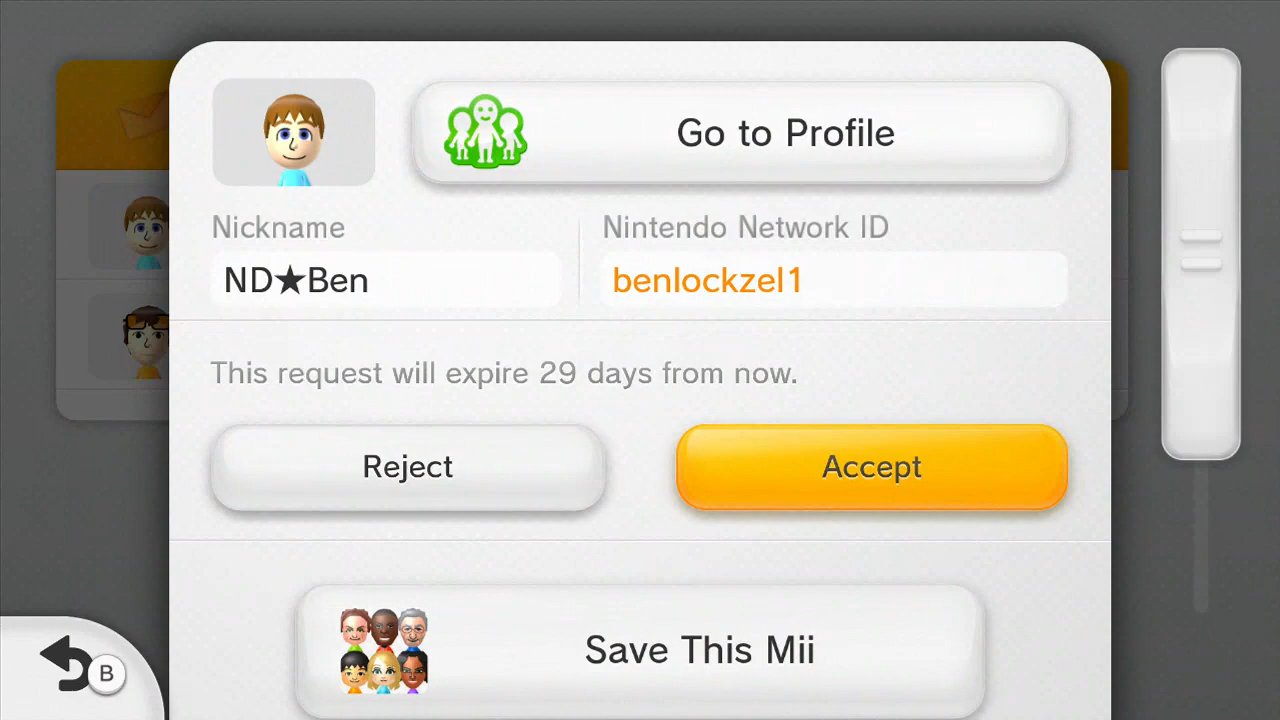 Go to Profile
Nickname
Nintendo Network ID
ND★Ben
benlockzel1
This request will expire 29 days from now.
Reject
Accept
Save This Mii
B